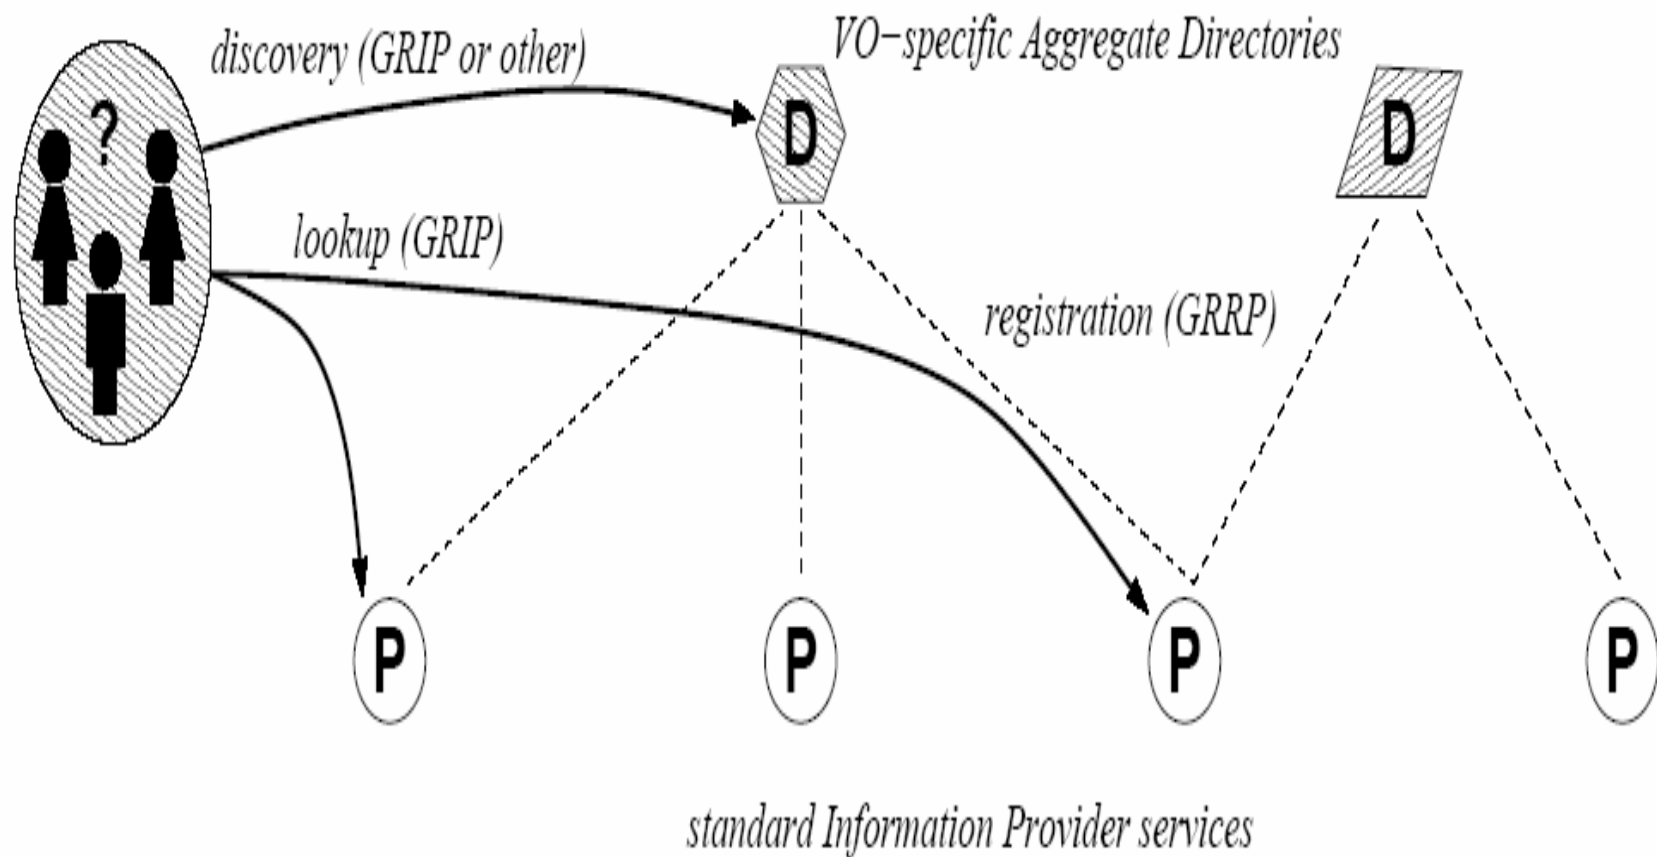 discovery (GRIP or other)
VO-specific Aggregate Directories
?
D
D
lookup (GRIP)
registration (GRRP)
P
P
P
P
standard Information Provider services